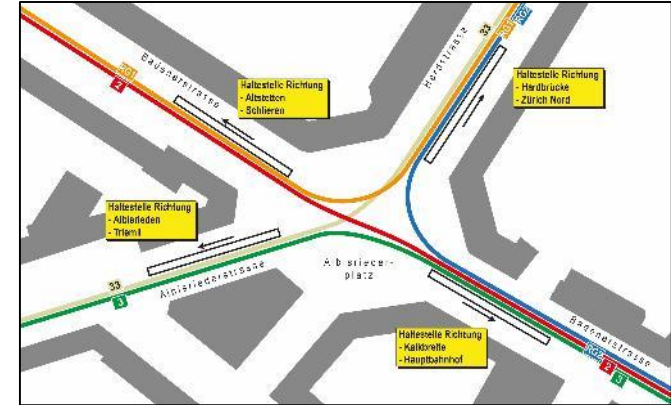 33
Badenerstrasse
Hardstrasse
2
Haltestelle Richtung
- Altstetten
- Schlieren
Haltestelle Richtung
- Hardbrücke
- Zürich Nord
Haltestelle Richtung
- Albisrieden
- Triemli
33
3
Albisriederstrasse
Albisrieder-
platz
Haltestelle Richtung
- Kalkbreite
- Hauptbahnhof
Badenerstrasse
2
3